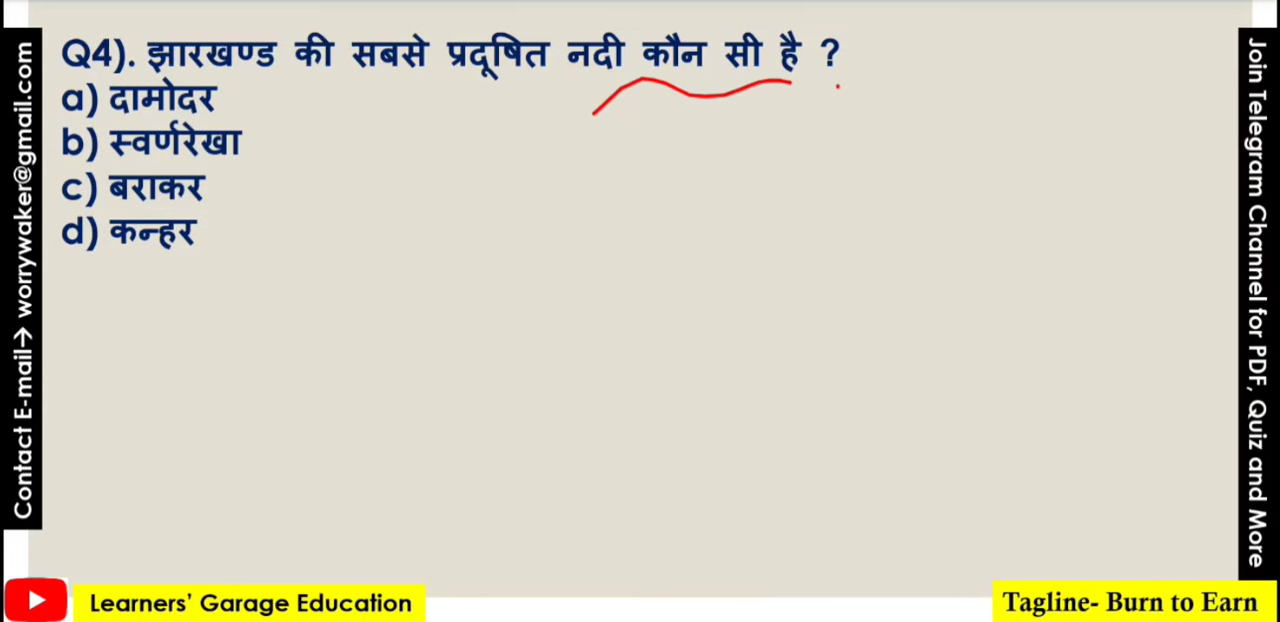 Q4). झारखण्ड की सबसे प्रदूषित नदी कौन सी है ?
a) दामोदर
b) स्वर्णरेखा
c) बराकर
d) कन्हर
Contact E-mail→ worrywaker@gmail.com
Join Telegram Channel for PDF, Quiz and More
Learners’ Garage Education
Tagline- Burn to Earn